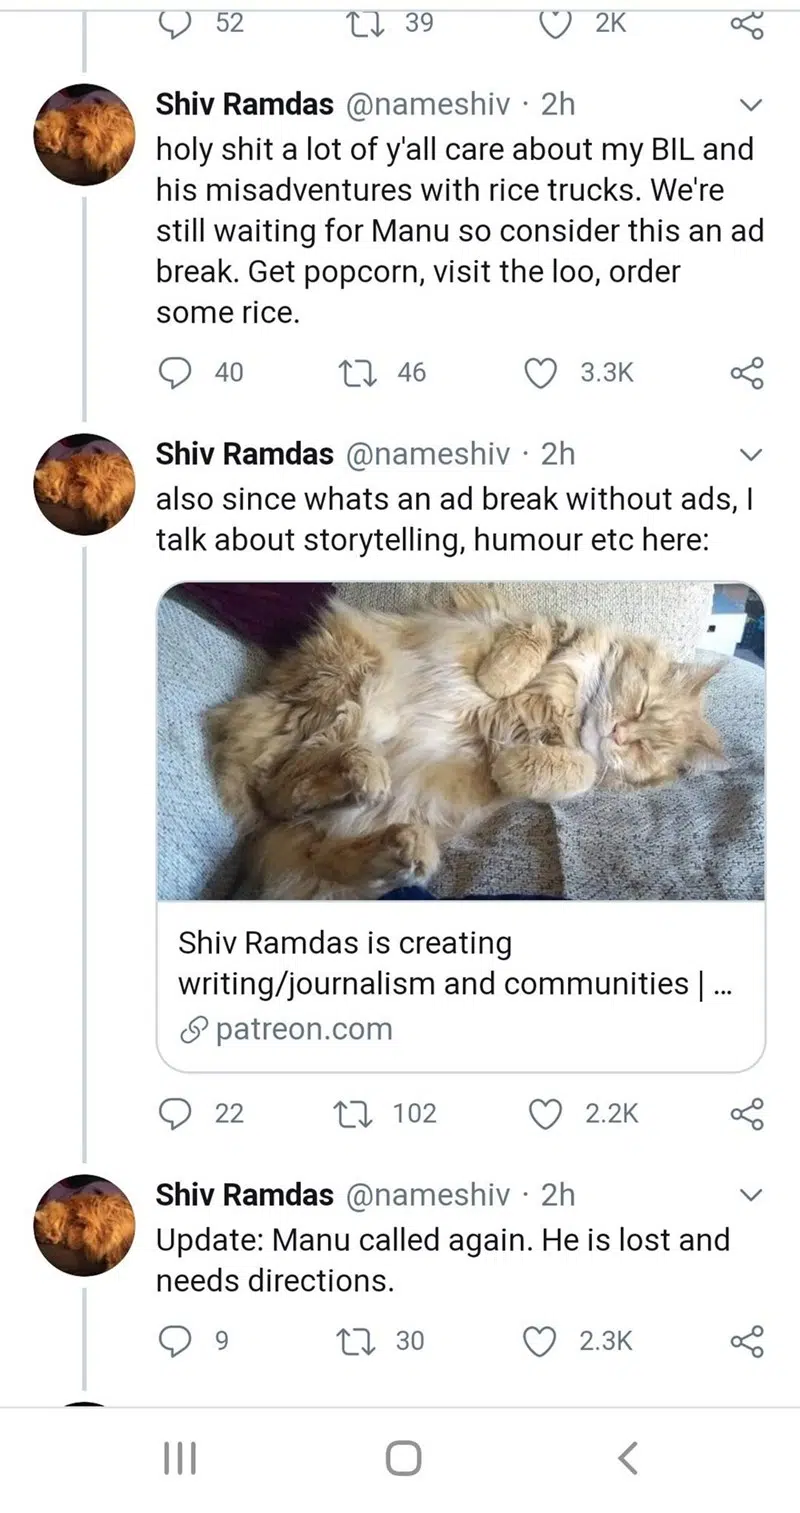 52 39 2K
Shiv Ramdas @nameshiv · 2h
holy shit a lot of y'all care about my BIL and
his misadventures with rice trucks. We're
still waiting for Manu so consider this an ad
break. Get popcorn, visit the loo, order
some rice.
40 46 3.3K
Shiv Ramdas @nameshiv · 2h
also since whats an ad break without ads, I
talk about storytelling, humour etc here:
Shiv Ramdas is creating
writing/journalism and communities | ...
patreon.com
22 102 2.2K
Shiv Ramdas @nameshiv · 2h
Update: Manu called again. He is lost and
needs directions.
9 30 2.3K